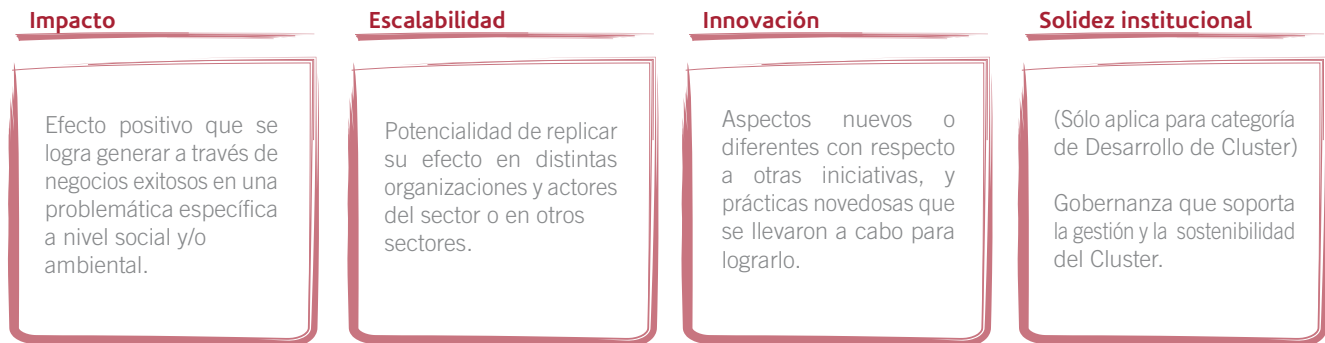 Impacto
Efecto positivo que se
logra generar a través de
negocios exitosos en una
problemática específica
a nivel social y/o
ambiental.
Escalabilidad
Potencialidad de replicar
su efecto en distintas
organizaciones y actores
del sector o en otros
sectores.
Innovación
Aspectos nuevos o
diferentes con respecto
a otras iniciativas, y
prácticas novedosas que
se llevaron a cabo para
lograrlo.
Solidez institucional
(Sólo aplica para categoría
de Desarrollo de Cluster)
Gobernanza que soporta
la gestión y la sostenibilidad
del Cluster.